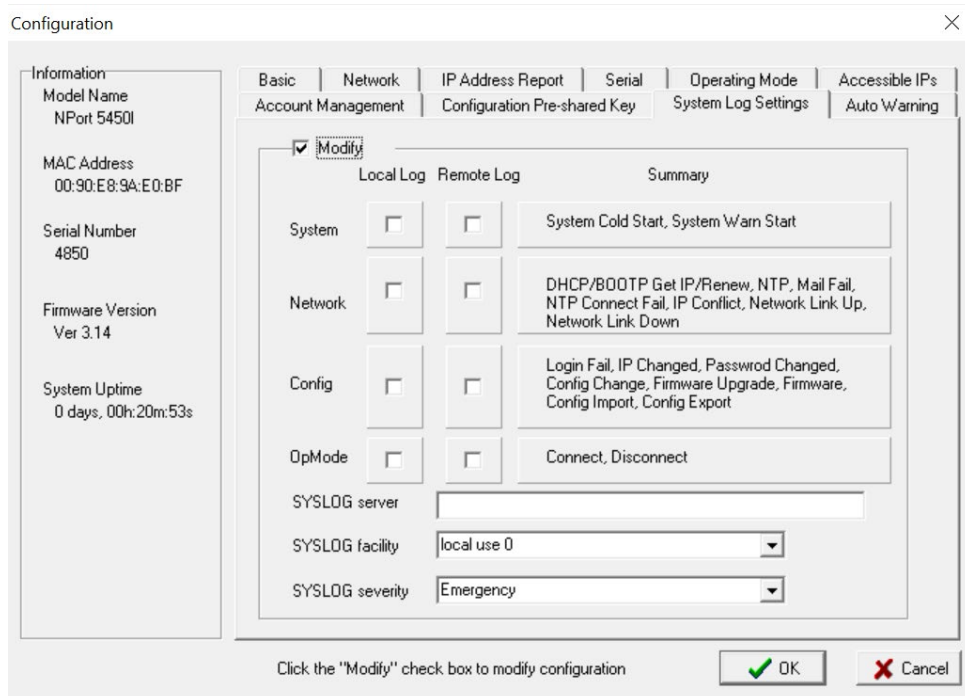 Configuration
Information
Model Name
NPort 5450I
MAC Address
00:90:E8:9A:E0:BF
Serial Number
4850
Firmware Version
Ver 3.14
System Uptime
0 days, 00h:20m:53s
Basic Network IP Address Report Serial Operating Mode Accessible IPs
Account Management Configuration Pre-shared Key System Log Settings Auto Warning
Modify
Local Log Remote Log Summary
System System Cold Start, System Warn Start
Network DHCP/BOOTP Get IP/Renew, NTP, Mail Fail,
NTP Connect Fail, IP Conflict, Network Link Up,
Network Link Down
Config Login Fail, IP Changed, Passwrod Changed,
Config Change, Firmware Upgrade, Firmware,
Config Import, Config Export
OpMode Connect, Disconnect
SYSLOG server
SYSLOG facility local use 0
SYSLOG severity Emergency
Click the "Modify" check box to modify configuration OK Cancel